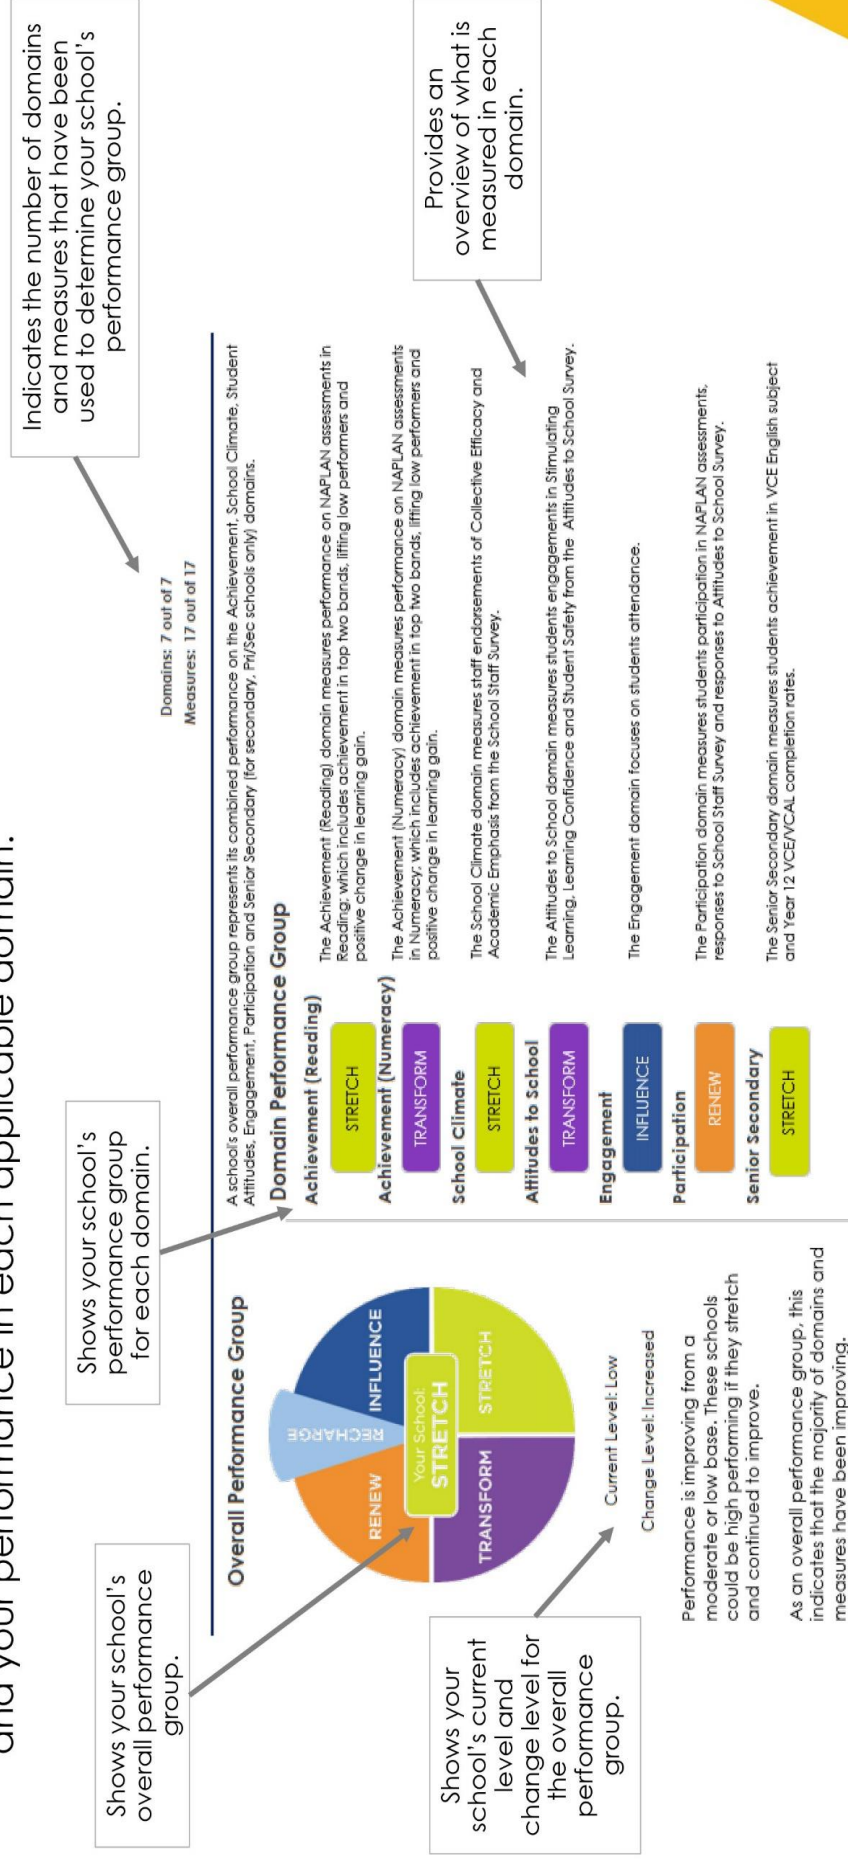 and your performance in each applicable domain.
Shows your school's
overall performance
group.
Shows your school's
performance group
for each domain.
Indicates the number of domains
and measures that have been
used to determine your school's
performance group.
Domains: 7 out of 7
Measures: 17 out of 17
Overall Performance Group
RENEW
RECHARGE
INFLUENCE
Your School:
STRETCH
TRANSFORM
STRETCH
Shows your
school's current
level and
change level for
the overall
performance
group.
Current Level: Low
Change Level: Increased
Performance is improving from a
moderate or low base. These schools
could be high performing if they stretch
and continued to improve.
As an overall performance group, this
indicates that the majority of domains and
measures have been improving.
A school's overall performance group represents its combined performance on the Achievement, School Climate, Student
Attitudes, Engagement, Participation and Senior Secondary (for secondary, Pri/Sec schools only) domains.
Domain Performance Group
Achievement (Reading)
STRETCH
The Achievement (Reading) domain measures performance on NAPLAN assessments in
Reading; which includes achievement in top two bands, lifting low performers and
positive change in learning gain.
Achievement (Numeracy)
TRANSFORM
The Achievement (Numeracy) domain measures performance on NAPLAN assessments
in Numeracy; which includes achievement in top two bands, lifting low performers and
positive change in learning gain.
School Climate
STRETCH
The School Climate domain measures staff endorsements of Collective Efficacy and
Academic Emphasis from the School Staff Survey.
Attitudes to School
TRANSFORM
The Attitudes to School domain measures students engagements in Stimulating
Learning, Learning Confidence and Student Safety from the Attitudes to School Survey.
Engagement
INFLUENCE
The Engagement domain focuses on students attendance.
Participation
RENEW
The Participation domain measures students participation in NAPLAN assessments,
responses to School Staff Survey and responses to Attitudes to School Survey.
Senior Secondary
STRETCH
The Senior Secondary domain measures students achievement in VCE English subject
and Year 12 VCE/VCAL completion rates.
Provides an
overview of what is
measured in each
domain.